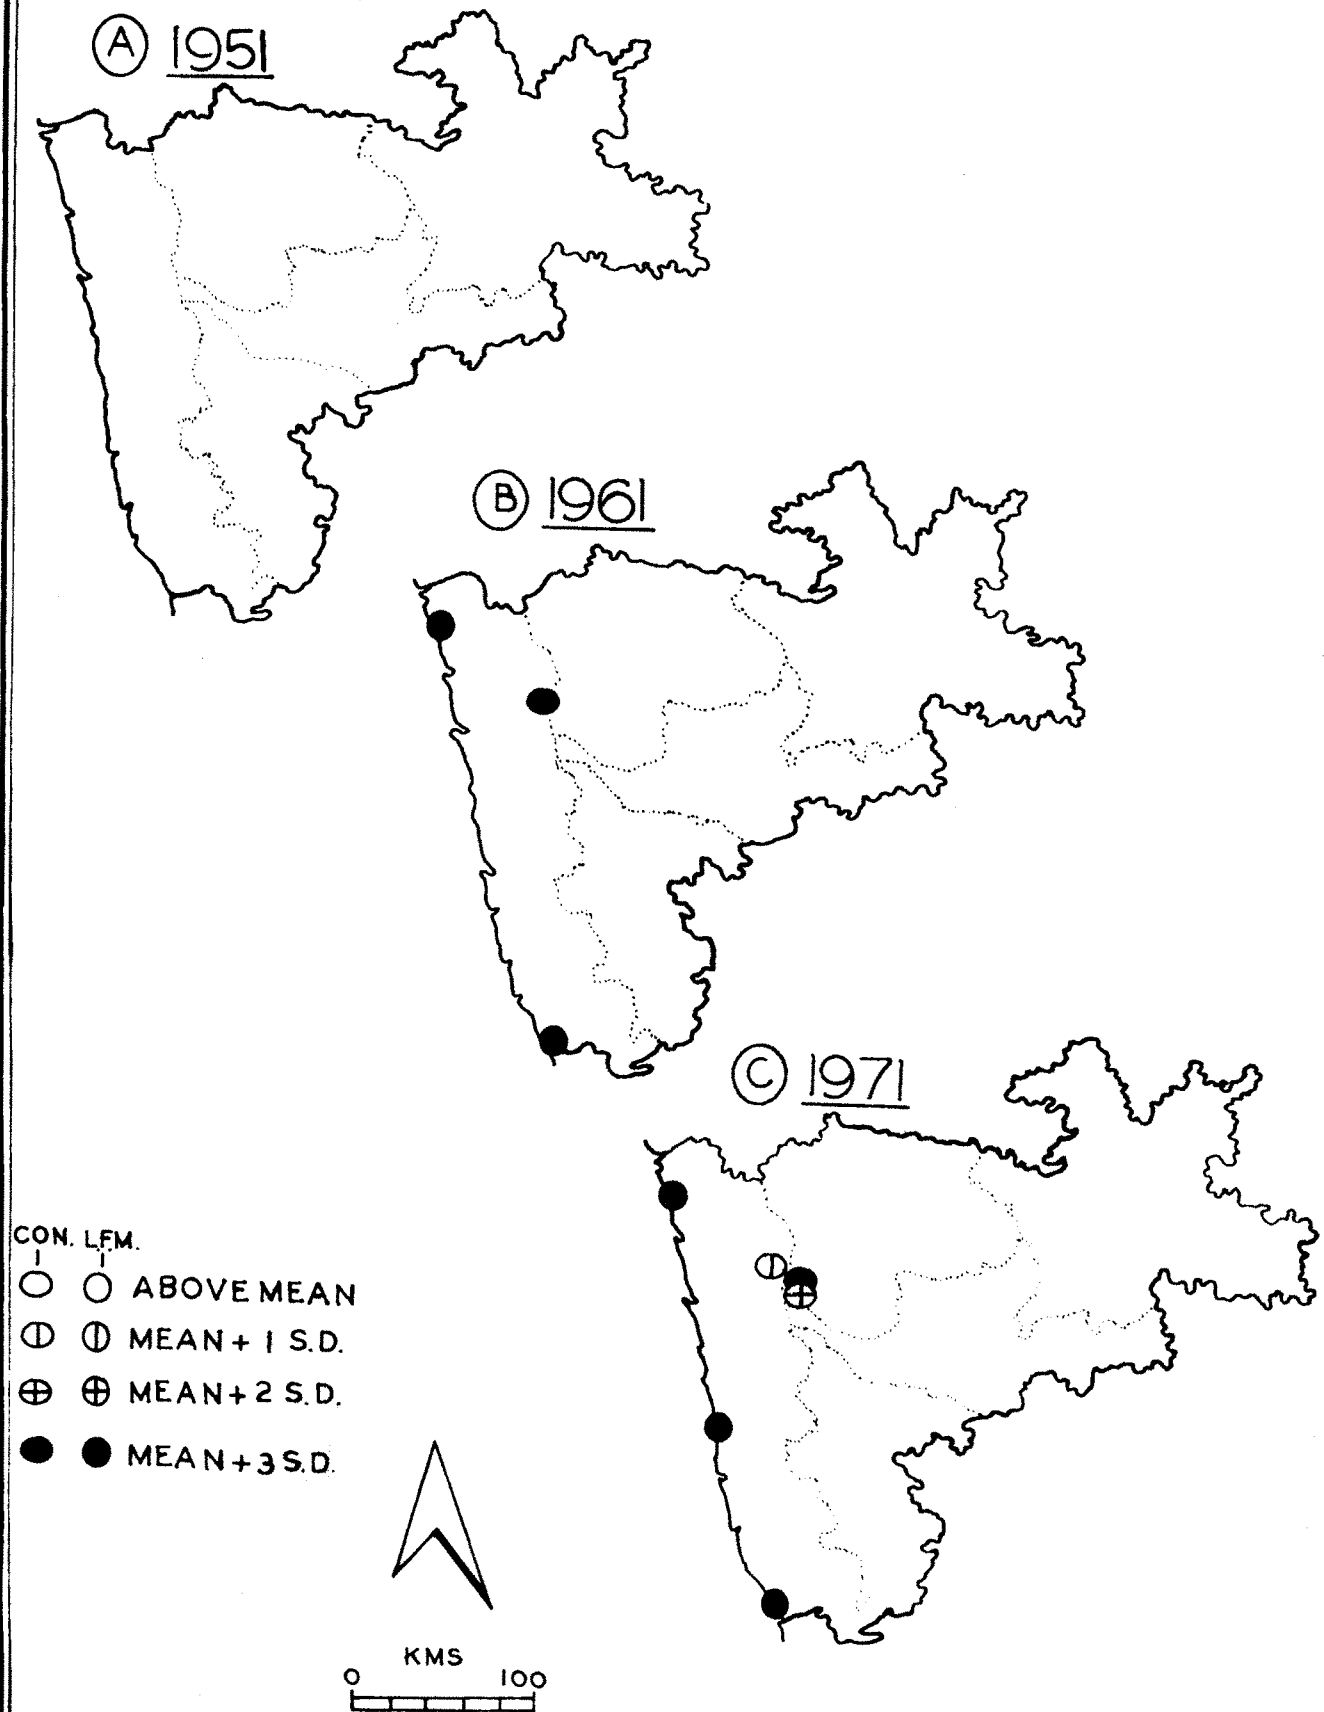 A 1951
B 1961
C 1971
CON. LFM.
ABOVE MEAN
MEAN + 1 S.D.
MEAN + 2 S.D.
MEAN + 3 S.D.
KMS
0 100